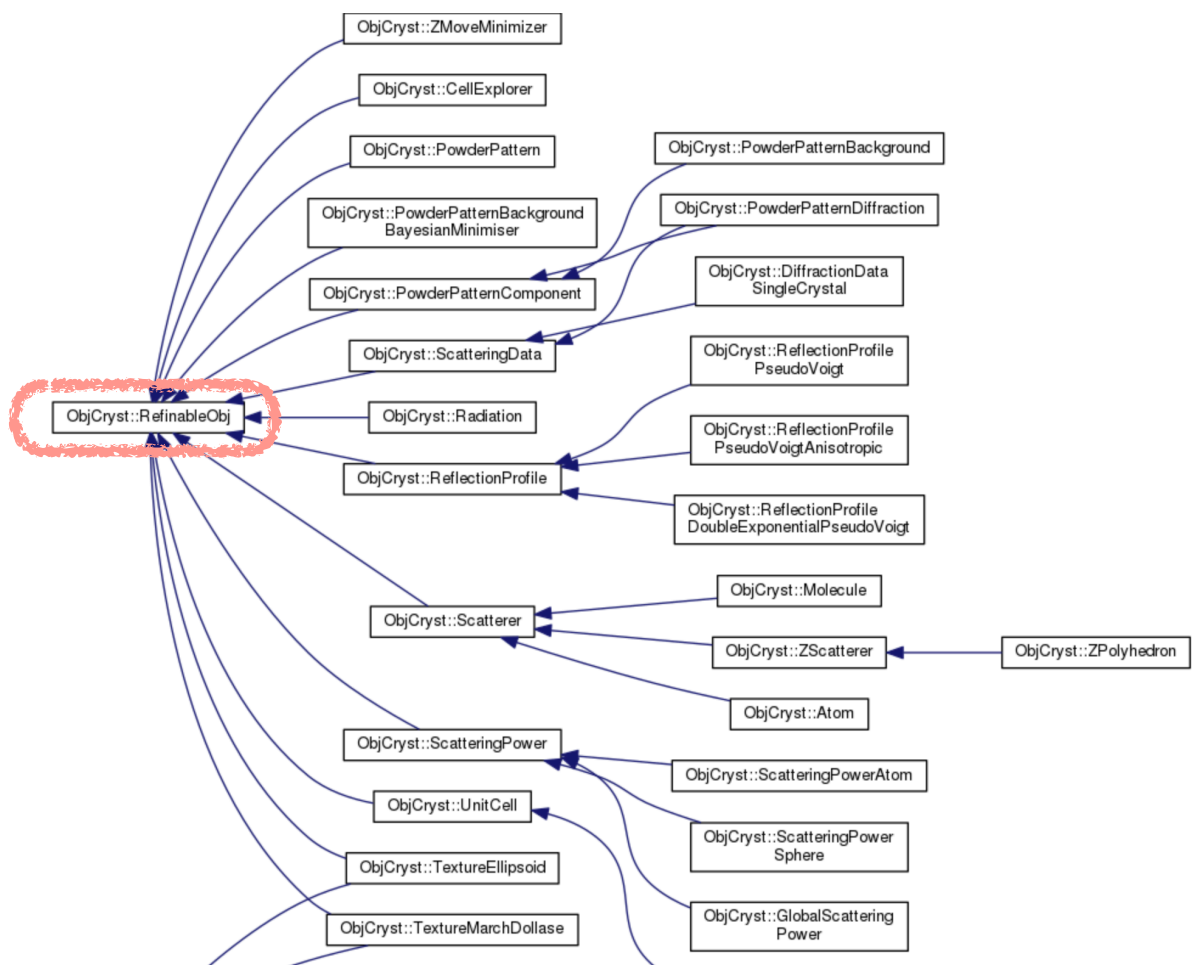 ObjCryst::ZMoveMinimizer
ObjCryst::CellExplorer
ObjCryst::PowderPattern
ObjCryst::PowderPatternBackground
ObjCryst::PowderPatternBackground
BayesianMinimiser
ObjCryst::PowderPatternDiffraction
ObjCryst::PowderPatternComponent
ObjCryst::DiffractionData
SingleCrystal
ObjCryst::ScatteringData
ObjCryst::ReflectionProfile
PseudoVoigt
ObjCryst::RefinableObj
ObjCryst::Radiation
ObjCryst::ReflectionProfile
PseudoVoigtAnisotropic
ObjCryst::ReflectionProfile
ObjCryst::ReflectionProfile
DoubleExponentialPseudoVoigt
ObjCryst::Molecule
ObjCryst::Scatterer
ObjCryst::ZScatterer
ObjCryst::ZPolyhedron
ObjCryst::Atom
ObjCryst::ScatteringPower
ObjCryst::ScatteringPowerAtom
ObjCryst::UnitCell
ObjCryst::ScatteringPower
Sphere
ObjCryst::TextureEllipsoid
ObjCryst::GlobalScattering
Power
ObjCryst::TextureMarchDollase